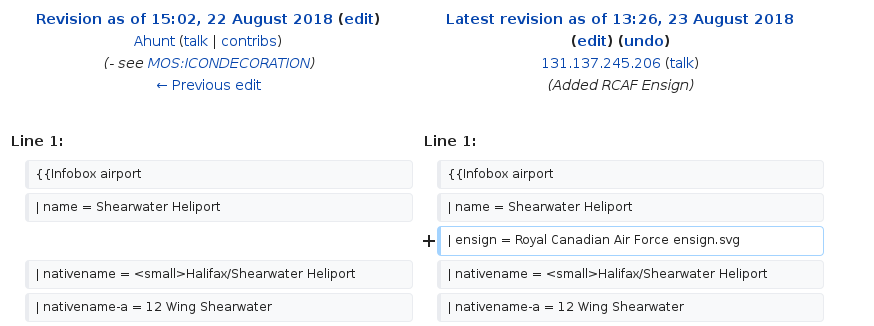 Revision as of 15:02, 22 August 2018 (edit)
Ahunt (talk | contribs)
(- see MOS:ICONDECORATION)
← Previous edit
Latest revision as of 13:26, 23 August 2018
(edit) (undo)
131.137.245.206 (talk)
(Added RCAF Ensign)
Line 1:
Line 1:
{{Infobox airport
{{Infobox airport
| name = Shearwater Heliport
| name = Shearwater Heliport
+ | ensign = Royal Canadian Air Force ensign.svg
| nativename = <small>Halifax/Shearwater Heliport
| nativename = <small>Halifax/Shearwater Heliport
| nativename-a = 12 Wing Shearwater
| nativename-a = 12 Wing Shearwater